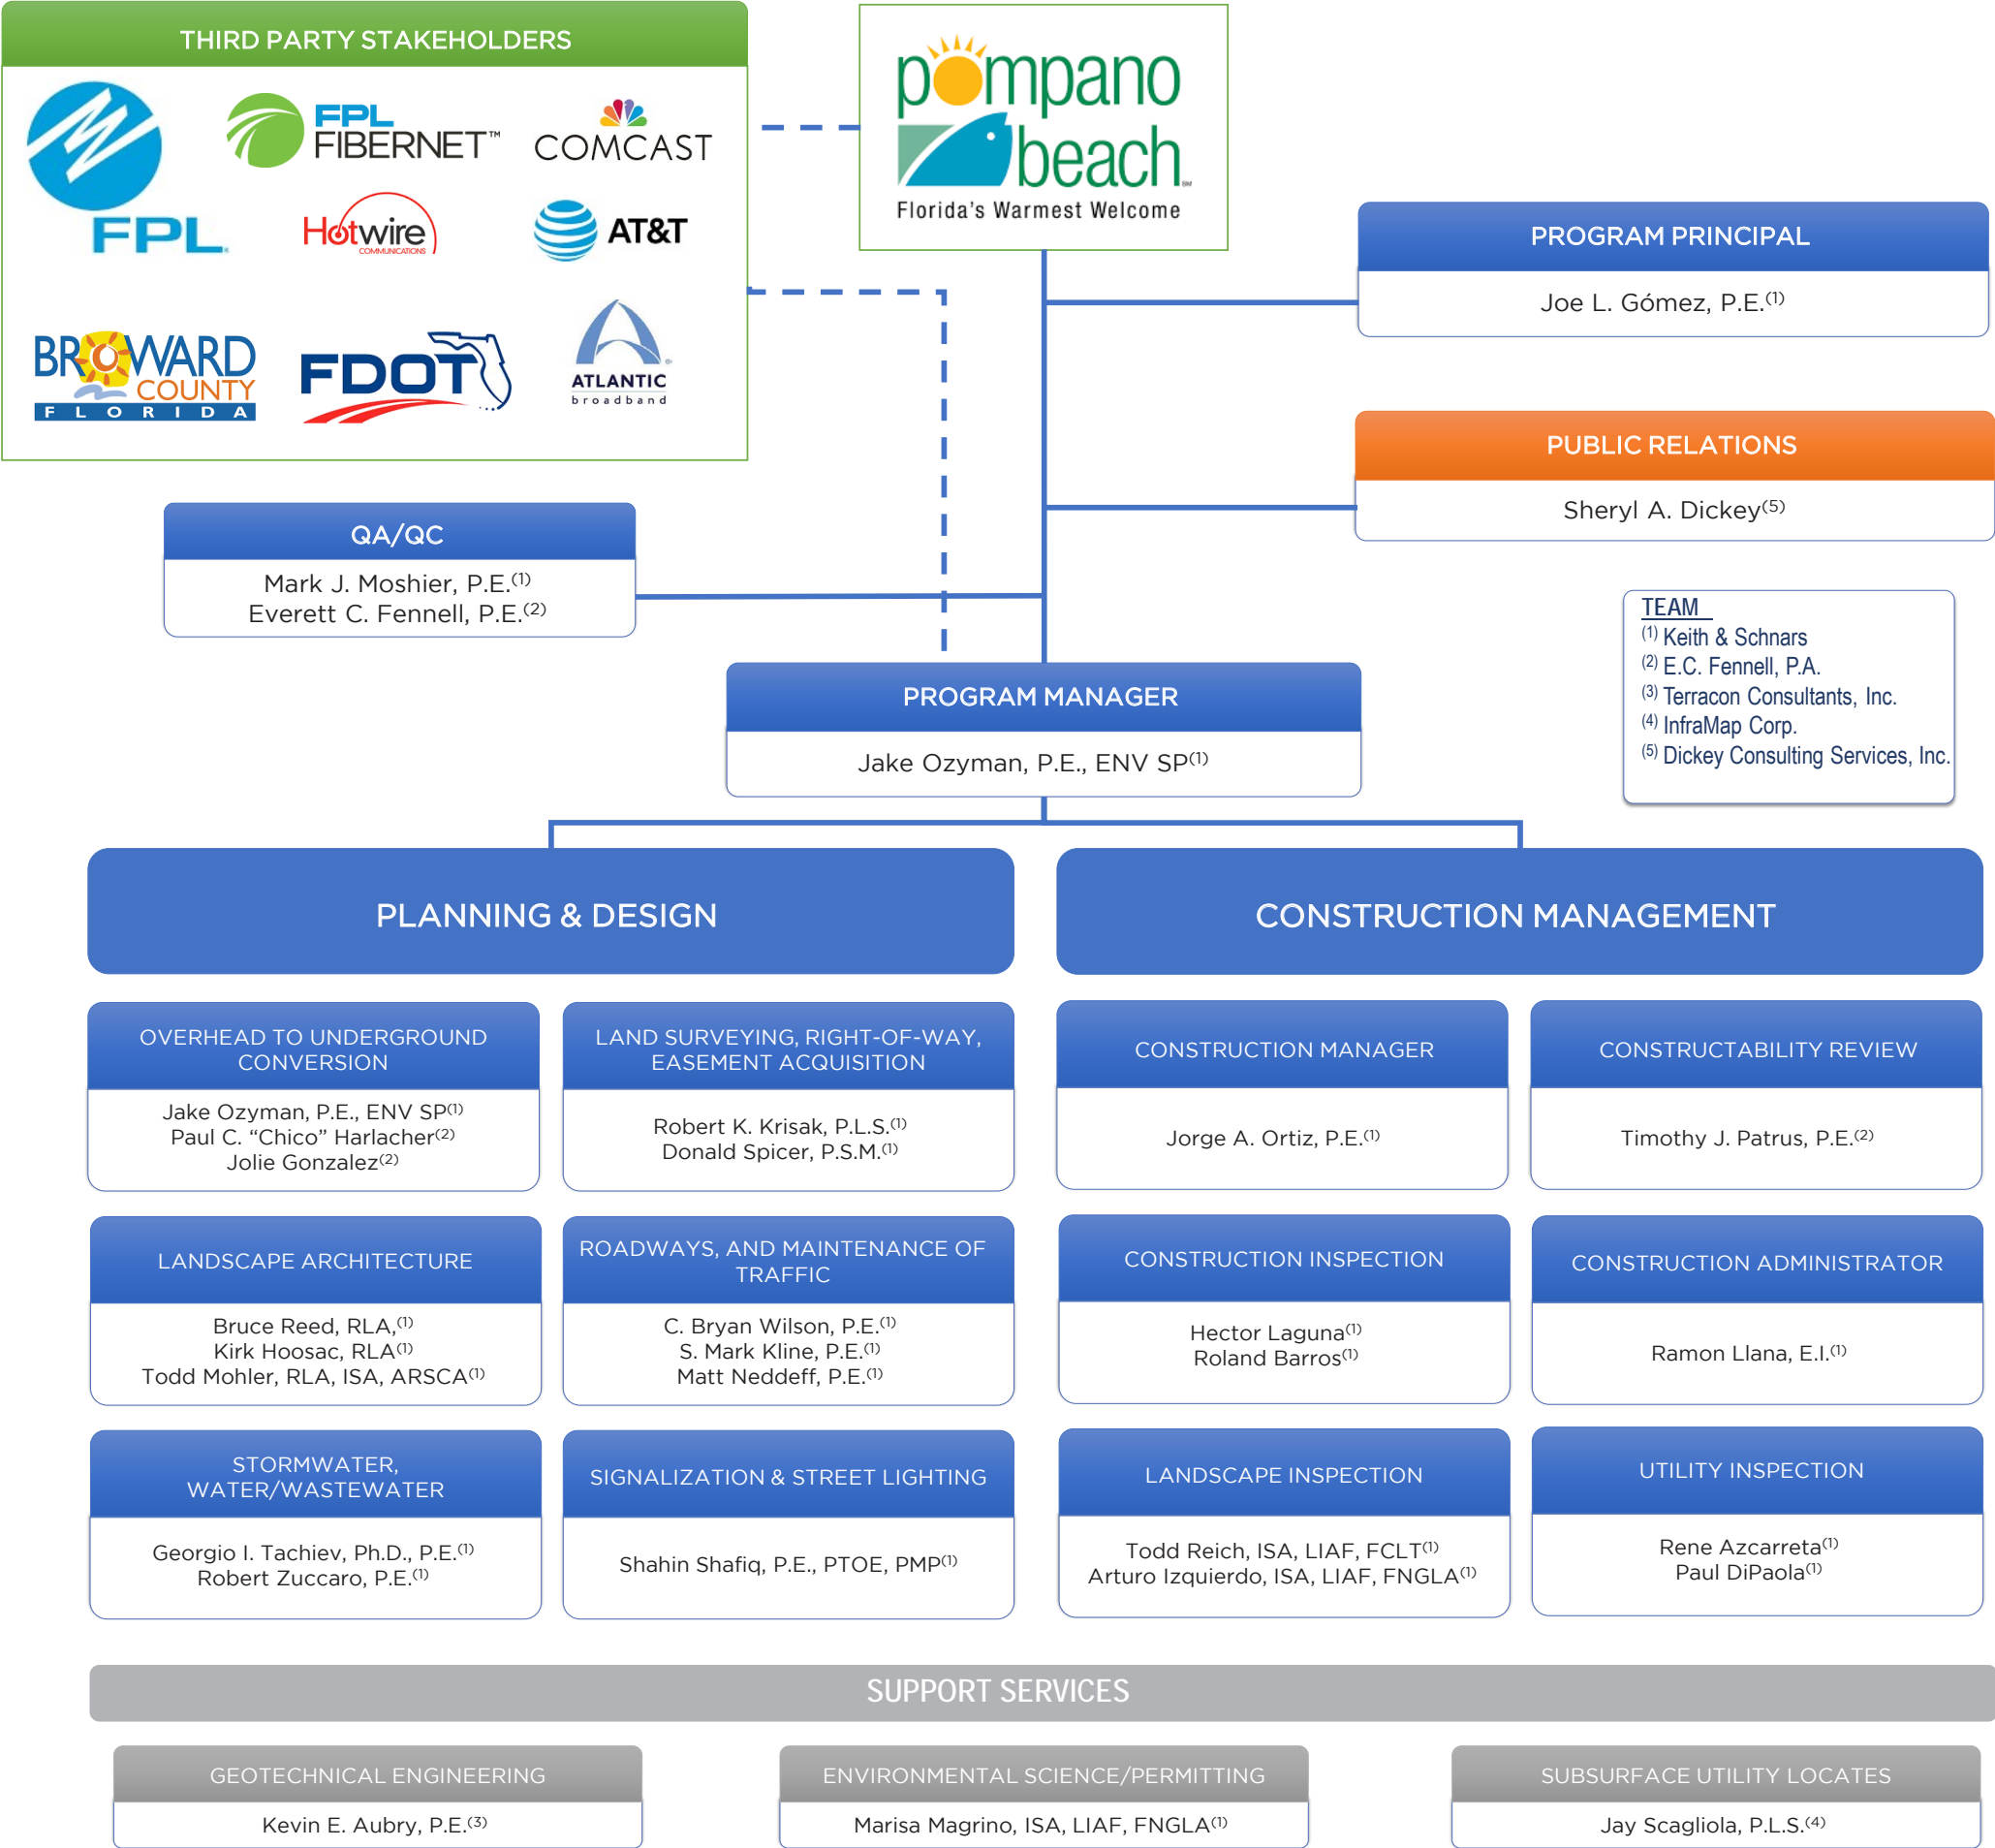 THIRD PARTY STAKEHOLDERS
FPL
FPL
FIBERNET™
COMCAST
Hotwire
COMMUNICATIONS
AT&T
BROWARD
COUNTY
FLORIDA
FDOT
ATLANTIC
broadband
pompano
beach
SM
Florida's Warmest Welcome
PROGRAM PRINCIPAL
Joe L. Gómez, P.E.(1)
PUBLIC RELATIONS
Sheryl A. Dickey(5)
QA/QC
Mark J. Moshier, P.E.(1)
Everett C. Fennell, P.E.(2)
TEAM
(1) Keith & Schnars
(2) E.C. Fennell, P.A.
(3) Terracon Consultants, Inc.
(4) InfraMap Corp.
(5) Dickey Consulting Services, Inc.
PROGRAM MANAGER
Jake Ozyman, P.E., ENV SP(1)
PLANNING & DESIGN
CONSTRUCTION MANAGEMENT
OVERHEAD TO UNDERGROUND
CONVERSION
Jake Ozyman, P.E., ENV SP(1)
Paul C. “Chico” Harlacher(2)
Jolie Gonzalez(2)
LAND SURVEYING, RIGHT-OF-WAY,
EASEMENT ACQUISITION
Robert K. Krisak, P.L.S.(1)
Donald Spicer, P.S.M.(1)
CONSTRUCTION MANAGER
Jorge A. Ortiz, P.E.(1)
CONSTRUCTABILITY REVIEW
Timothy J. Patrus, P.E.(2)
LANDSCAPE ARCHITECTURE
Bruce Reed, RLA,(1)
Kirk Hoosac, RLA(1)
Todd Mohler, RLA, ISA, ARSCA(1)
ROADWAYS, AND MAINTENANCE OF
TRAFFIC
C. Bryan Wilson, P.E.(1)
S. Mark Kline, P.E.(1)
Matt Neddeff, P.E.(1)
CONSTRUCTION INSPECTION
Hector Laguna(1)
Roland Barros(1)
CONSTRUCTION ADMINISTRATOR
Ramon Llana, E.I.(1)
STORMWATER,
WATER/WASTEWATER
Georgio I. Tachiev, Ph.D., P.E.(1)
Robert Zuccaro, P.E.(1)
SIGNALIZATION & STREET LIGHTING
Shahin Shafiq, P.E., PTOE, PMP(1)
LANDSCAPE INSPECTION
Todd Reich, ISA, LIAF, FCLT(1)
Arturo Izquierdo, ISA, LIAF, FNGLA(1)
UTILITY INSPECTION
Rene Azcarreta(1)
Paul DiPaola(1)
SUPPORT SERVICES
GEOTECHNICAL ENGINEERING
Kevin E. Aubry, P.E.(3)
ENVIRONMENTAL SCIENCE/PERMITTING
Marisa Magrino, ISA, LIAF, FNGLA(1)
SUBSURFACE UTILITY LOCATES
Jay Scagliola, P.L.S.(4)